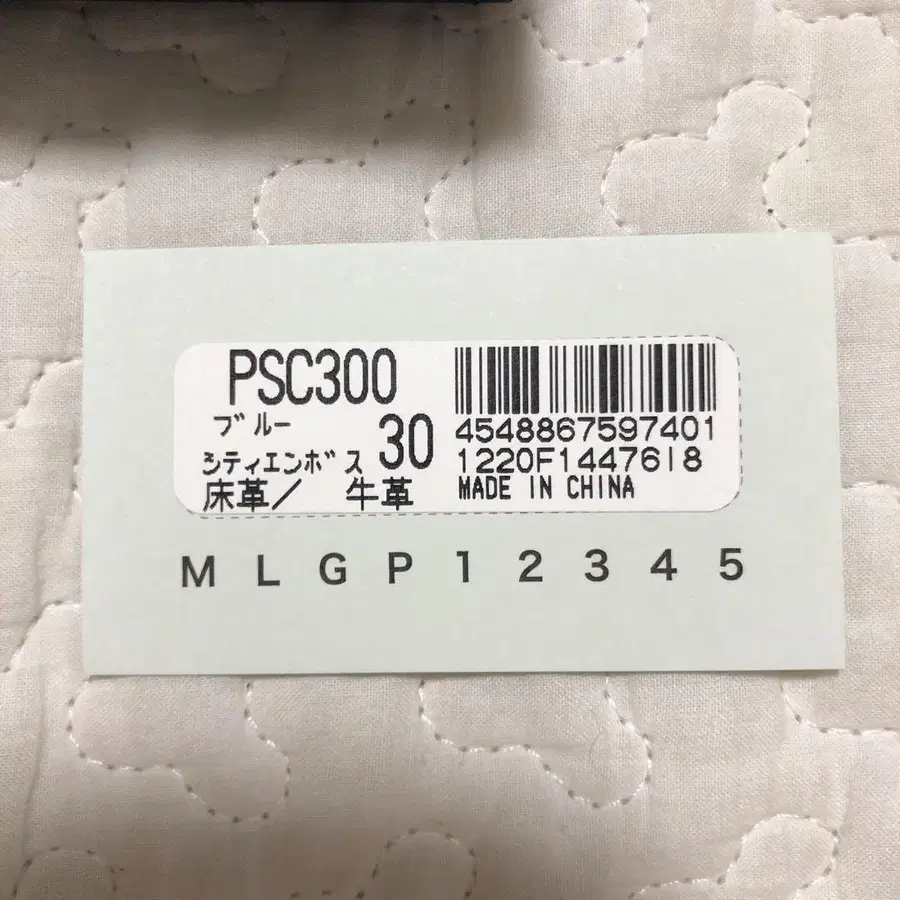 PSC300
ブルー 30
シティエンボス
床革/ 牛革
4548867597401
1220F1447618
MADE IN CHINA
M L G P 1 2 3 4 5